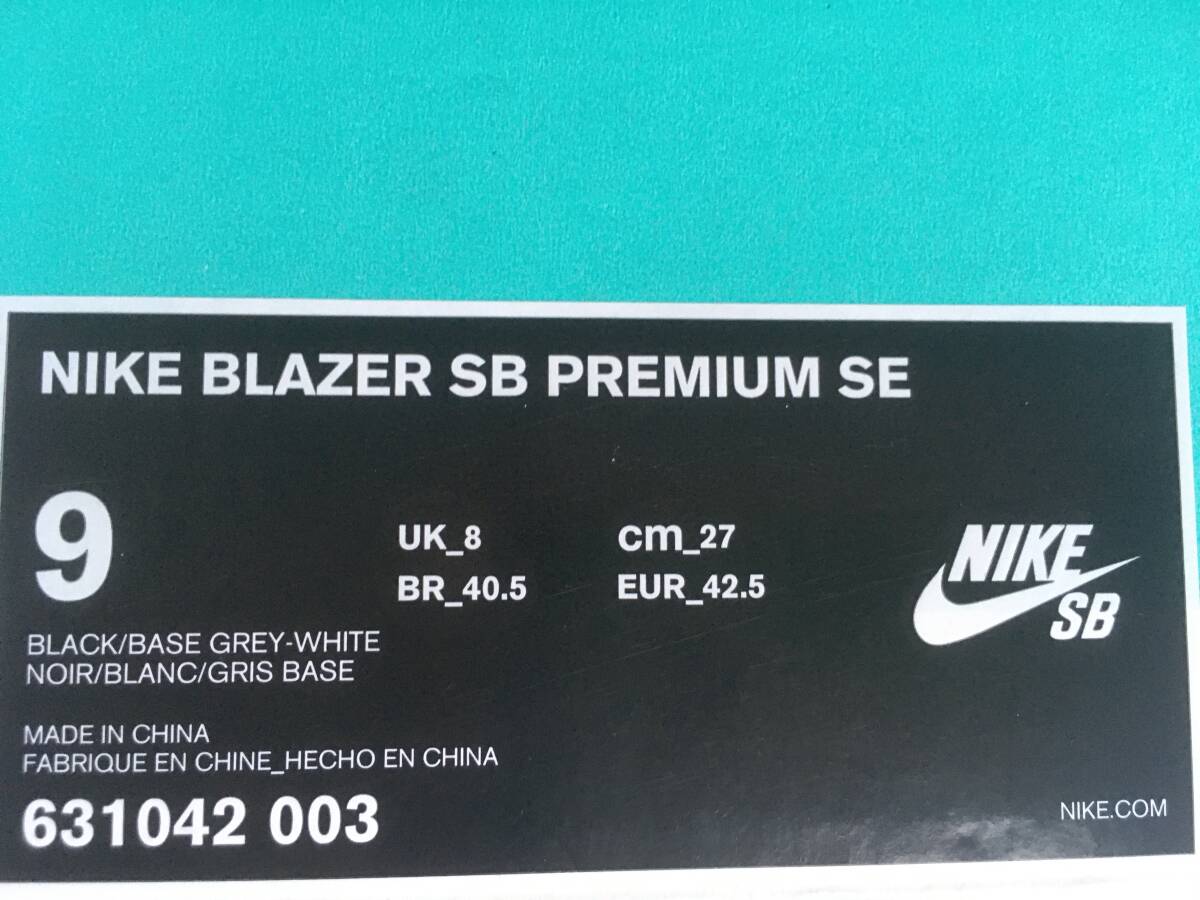 NIKE BLAZER SB PREMIUM SE
9
UK_8 cm_27
BR_40.5 EUR_42.5
NIKE
SB
BLACK/BASE GREY-WHITE
NOIR/BLANC/GRIS BASE
MADE IN CHINA
FABRIQUE EN CHINE_HECHO EN CHINA
631042 003
NIKE.COM